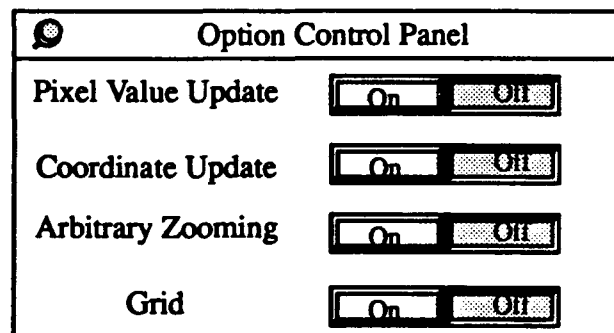 Option Control Panel
Pixel Value Update On Off
Coordinate Update On Off
Arbitrary Zooming On Off
Grid On Off